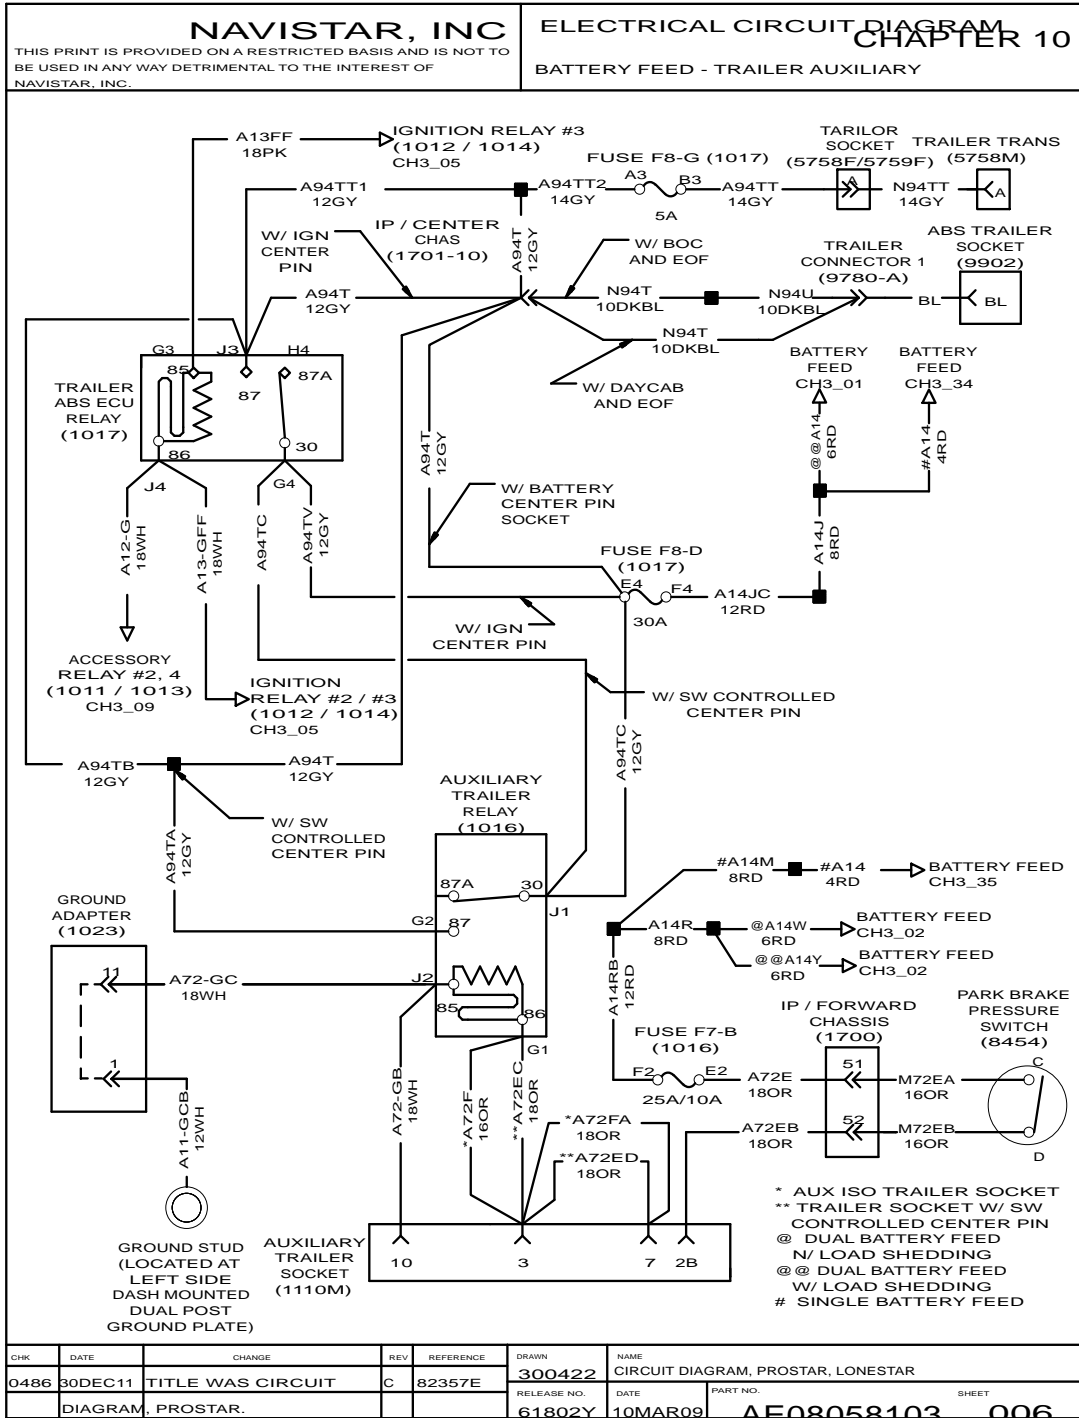 NAVISTAR, INC
THIS PRINT IS PROVIDED ON A RESTRICTED BASIS AND IS NOT TO
BE USED IN ANY WAY DETRIMENTAL TO THE INTEREST OF
NAVISTAR, INC.
ELECTRICAL CIRCUIT DIAGRAM
CHAPTER 10
BATTERY FEED - TRAILER AUXILIARY
A13FF
18PK
IGNITION RELAY #3
(1012 / 1014)
CH3_05
FUSE F8-G (1017)
TARILOR
SOCKET
(5758F/5759F)
TRAILER TRANS
(5758M)
A94TT1
12GY
A94TT2
14GY
A3
B3
5A
A94TT
14GY
A
N94TT
14GY
A
W/ IGN
CENTER
PIN
IP / CENTER
CHAS
(1701-10)
A94T
12GY
W/ BOC
AND EOF
TRAILER
CONNECTOR 1
(9780-A)
ABS TRAILER
SOCKET
(9902)
A94T
12GY
N94T
10DKBL
N94U
10DKBL
BL
BL
N94T
10DKBL
G3
J3
H4
85
87
87A
TRAILER
ABS ECU
RELAY
(1017)
86
30
J4
G4
W/ DAYCAB
AND EOF
BATTERY
FEED
CH3_01
BATTERY
FEED
CH3_34
@@A14
6RD
#A14
4RD
A94T
12GY
A12-G
18WH
A13-GFF
18WH
A94TC
A94TV
12GY
W/ BATTERY
CENTER PIN
SOCKET
A14J
8RD
FUSE F8-D
(1017)
E4
F4
30A
A14JC
12RD
W/ IGN
CENTER PIN
ACCESSORY
RELAY #2, 4
(1011 / 1013)
CH3_09
IGNITION
RELAY #2 / #3
(1012 / 1014)
CH3_05
W/ SW CONTROLLED
CENTER PIN
A94TC
12GY
A94TB
12GY
A94T
12GY
AUXILIARY
TRAILER
RELAY
(1016)
W/ SW
CONTROLLED
CENTER PIN
A94TA
12GY
87A
30
J1
G2
87
J2
85
86
G1
#A14M
8RD
#A14
4RD
BATTERY FEED
CH3_35
A14R
8RD
@A14W
6RD
BATTERY FEED
CH3_02
@@A14Y
6RD
BATTERY FEED
CH3_02
A14RB
12RD
GROUND
ADAPTER
(1023)
11
A72-GC
18WH
1
A11-GCB
12WH
A72-GB
18WH
*A72F
16OR
**A72EC
18OR
FUSE F7-B
(1016)
F2
E2
25A/10A
IP / FORWARD
CHASSIS
(1700)
PARK BRAKE
PRESSURE
SWITCH
(8454)
A72E
18OR
51
M72EA
16OR
C
A72EB
18OR
52
M72EB
16OR
D
*A72FA
18OR
**A72ED
18OR
GROUND STUD
(LOCATED AT
LEFT SIDE
DASH MOUNTED
DUAL POST
GROUND PLATE)
AUXILIARY
TRAILER
SOCKET
(1110M)
10
3
7
2B
* AUX ISO TRAILER SOCKET
** TRAILER SOCKET W/ SW
CONTROLLED CENTER PIN
@ DUAL BATTERY FEED
N/ LOAD SHEDDING
@@ DUAL BATTERY FEED
W/ LOAD SHEDDING
# SINGLE BATTERY FEED
CHK
DATE
CHANGE
REV
REFERENCE
DRAWN
NAME
0486
30DEC11
TITLE WAS CIRCUIT
C
82357E
300422
CIRCUIT DIAGRAM, PROSTAR, LONESTAR
DIAGRAM, PROSTAR.
RELEASE NO.
DATE
PART NO.
SHEET
61802Y
10MAR09
AE08058103
006